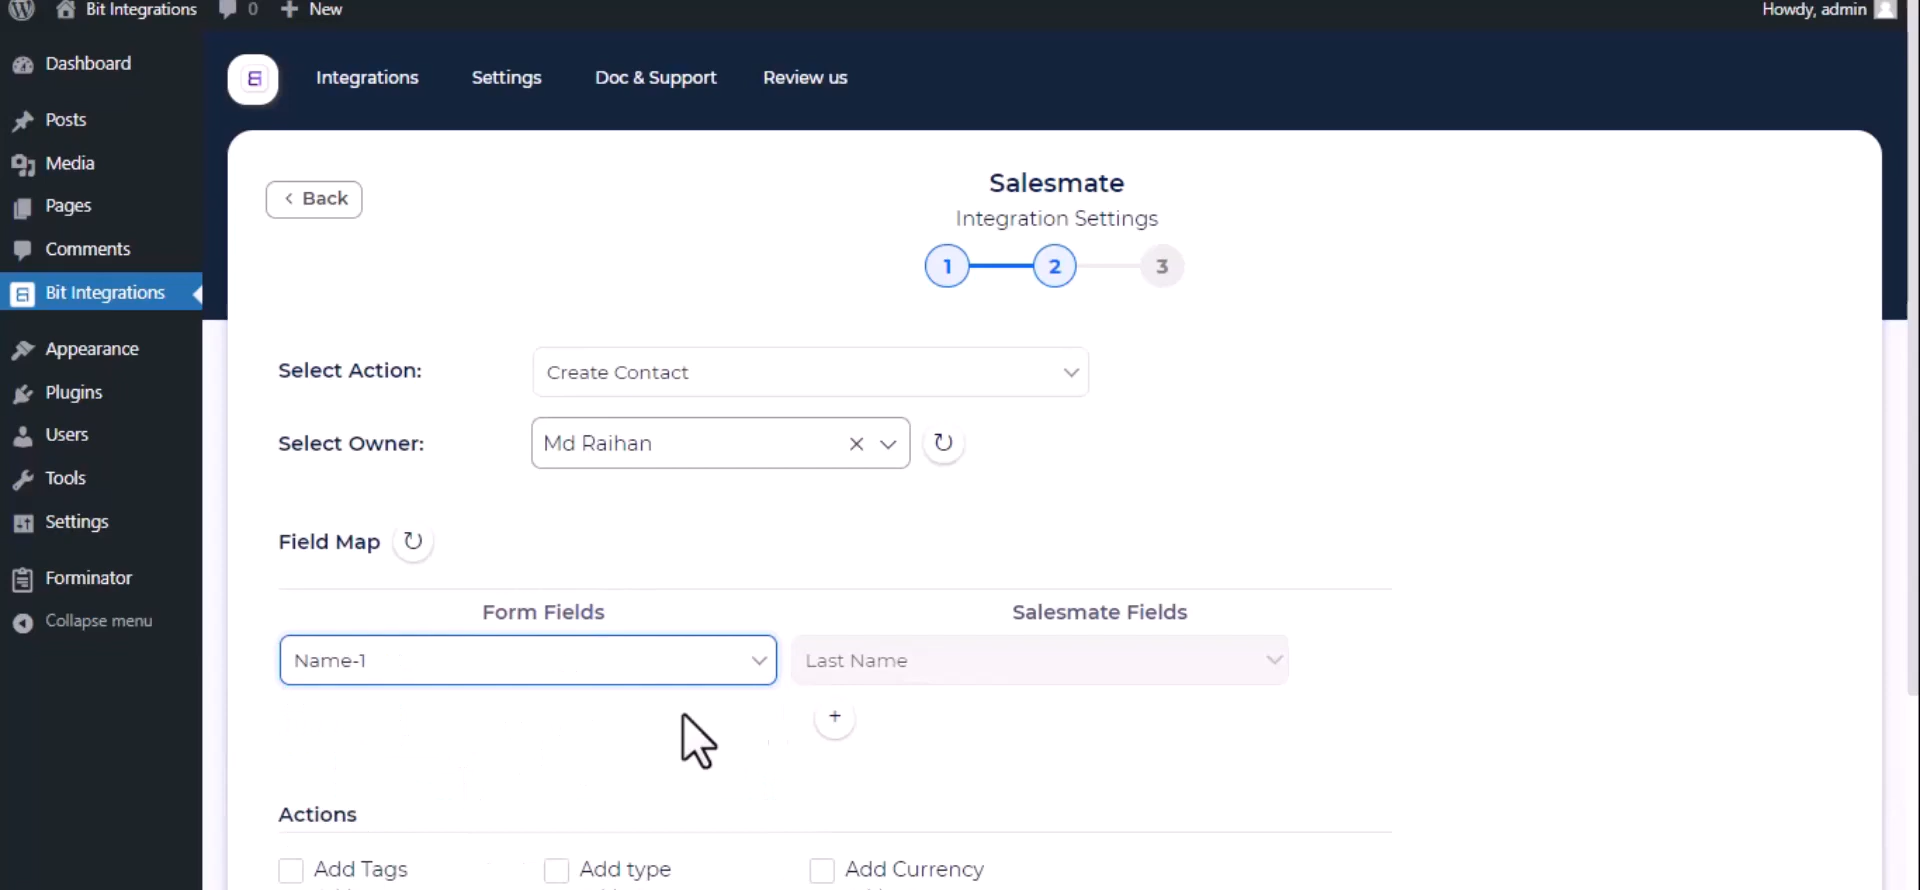 Bit Integrations 0 + New Howdy, admin
Dashboard
Posts
Media
Pages
Comments
Bit Integrations
Appearance
Plugins
Users
Tools
Settings
Forminator
Collapse menu
Integrations Settings Doc & Support Review us
< Back
Salesmate
Integration Settings
1 2 3
Select Action: Create Contact
Select Owner: Md Raihan
Field Map
Form Fields Salesmate Fields
Name-1 Last Name
+
Actions
Add Tags Add type Add Currency